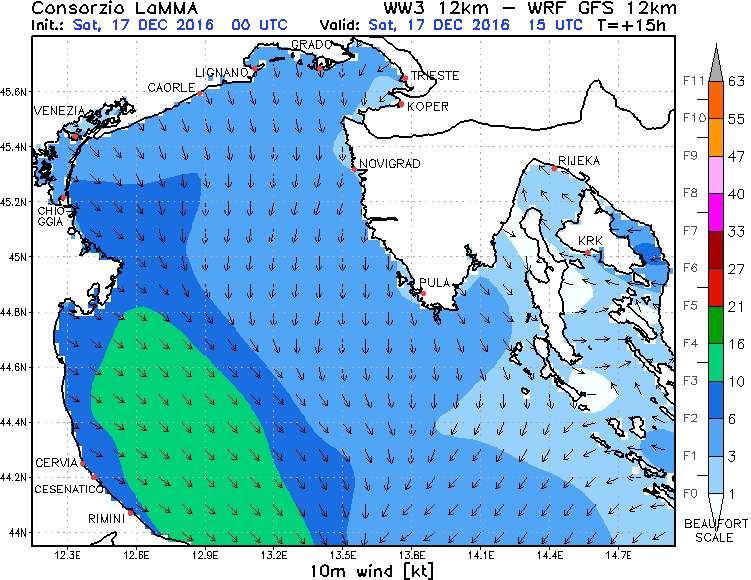 Consorzio LaMMA WW3 12km – WRF GFS 12km
Init.: Sat, 17 DEC 2016 00 UTC Valid: Sat, 17 DEC 2016 15 UTC T=+15h
GRADO
LIGNANO
TRIESTE
CAORLE
KOPER
VENEZIA
NOVIGRAD
RIJEKA
CHIO-
GGIA
KRK
PULA
CERVIA
CESENATICO
RIMINI
45.6N
45.4N
45.2N
45N
44.8N
44.6N
44.4N
44.2N
44N
12.3E 12.6E 12.9E 13.2E 13.5E 13.8E 14.1E 14.4E 14.7E
10m wind [kt]
F11 63
F10 55
F9 47
F8 40
F7 33
F6 27
F5 21
F4 16
F3 10
F2 6
F1 3
F0 1
BEAUFORT
SCALE